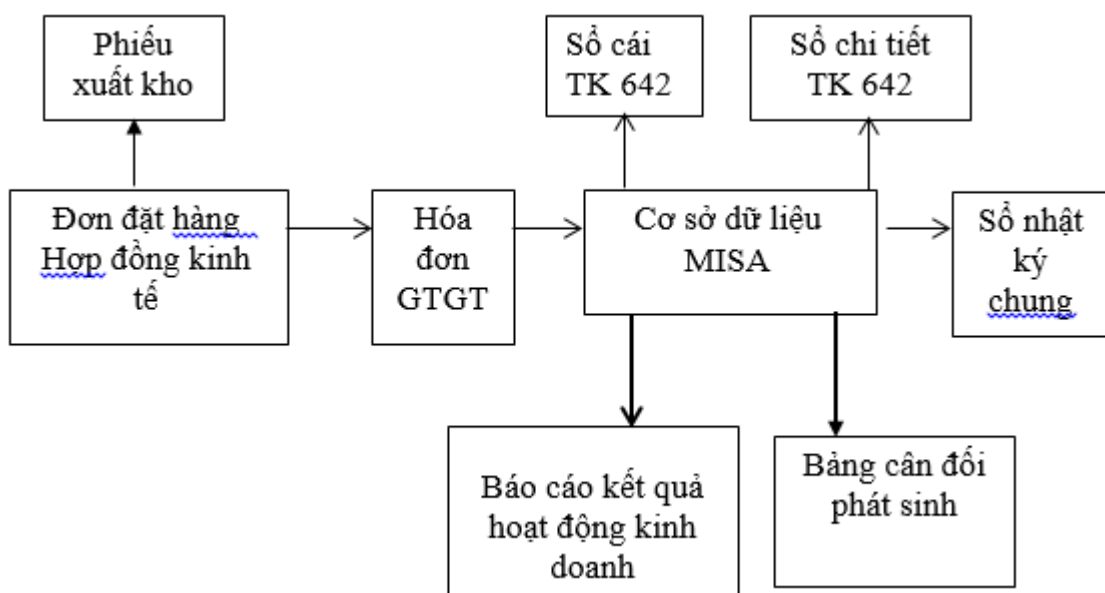 Phiếu
xuất kho
Sổ cái
TK 642
Sổ chi tiết
TK 642
Đơn đặt hàng
Hợp đồng kinh
tế
Hóa
đơn
GTGT
Cơ sở dữ liệu
MISA
Sổ nhật
ký
chung
Báo cáo kết quả
hoạt động kinh
doanh
Bảng cân đối
phát sinh